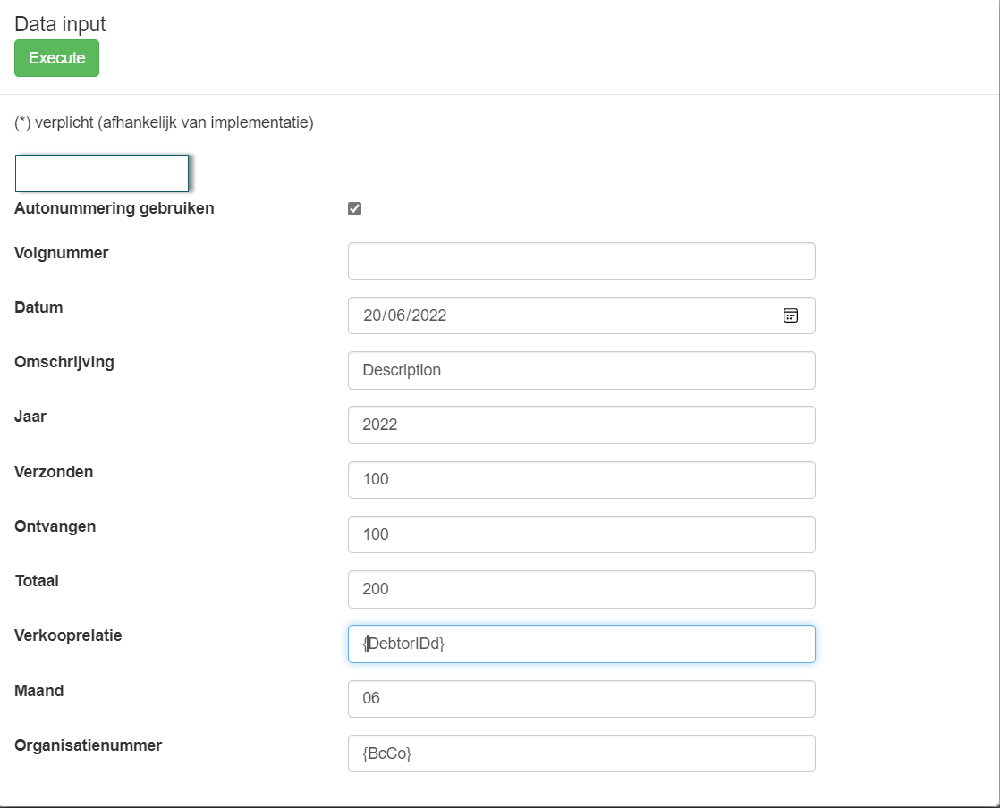 Data input
Execute
(*) verplicht (afhankelijk van implementatie)
Autonummering gebruiken
Volgnummer
Datum 20/06/2022
Omschrijving Description
Jaar 2022
Verzonden 100
Ontvangen 100
Totaal 200
Verkooprelatie {DebtorIDd}
Maand 06
Organisatienummer {BcCo}